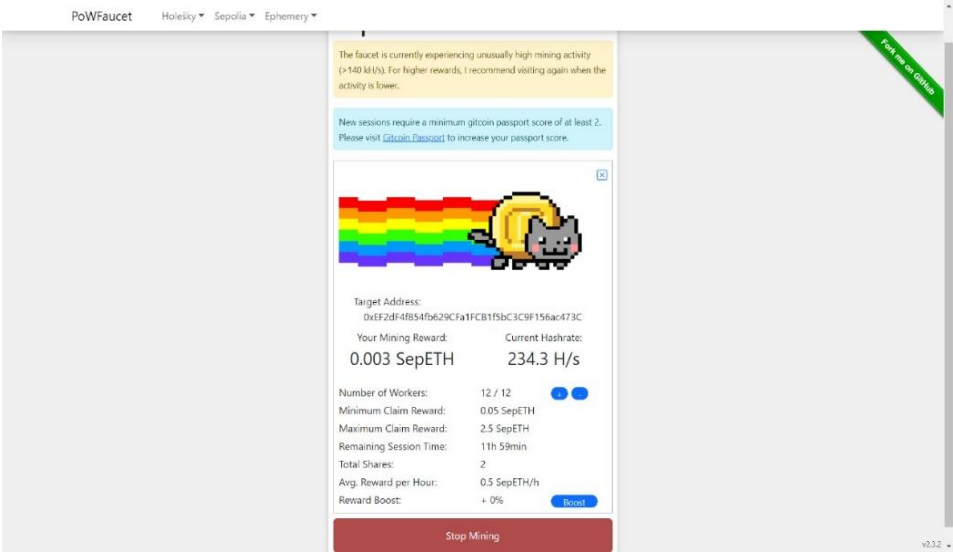 PoWFaucet Holešky Sepolia Ephemery
Fork me on GitHub
The faucet is currently experiencing unusually high mining activity
(>140 kH/s). For higher rewards, I recommend visiting again when the
activity is lower.
New sessions require a minimum gitcoin passport score of at least 2.
Please visit Gitcoin Passport to increase your passport score.
Target Address:
0xEF2dF4f854fb629CFa1FCB1f5bC3C9F156ac473C
Your Mining Reward: Current Hashrate:
0.003 SepETH 234.3 H/s
Number of Workers: 12 / 12 + -
Minimum Claim Reward: 0.05 SepETH
Maximum Claim Reward: 2.5 SepETH
Remaining Session Time: 11h 59min
Total Shares: 2
Avg. Reward per Hour: 0.5 SepETH/h
Reward Boost: + 0% Boost
Stop Mining
v2.3.2